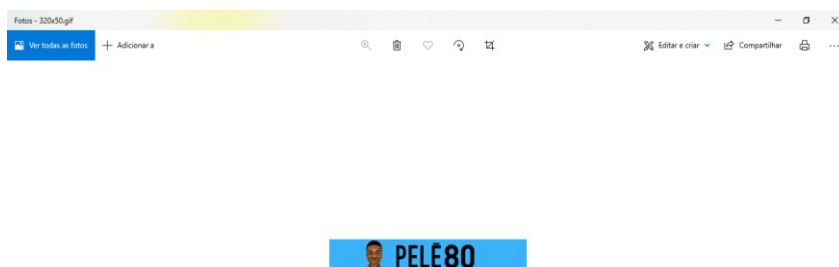 Fotos - 320x50.gif
Ver todas as fotos
Adicionar a
Editar e criar
Compartilhar
PELÉ80